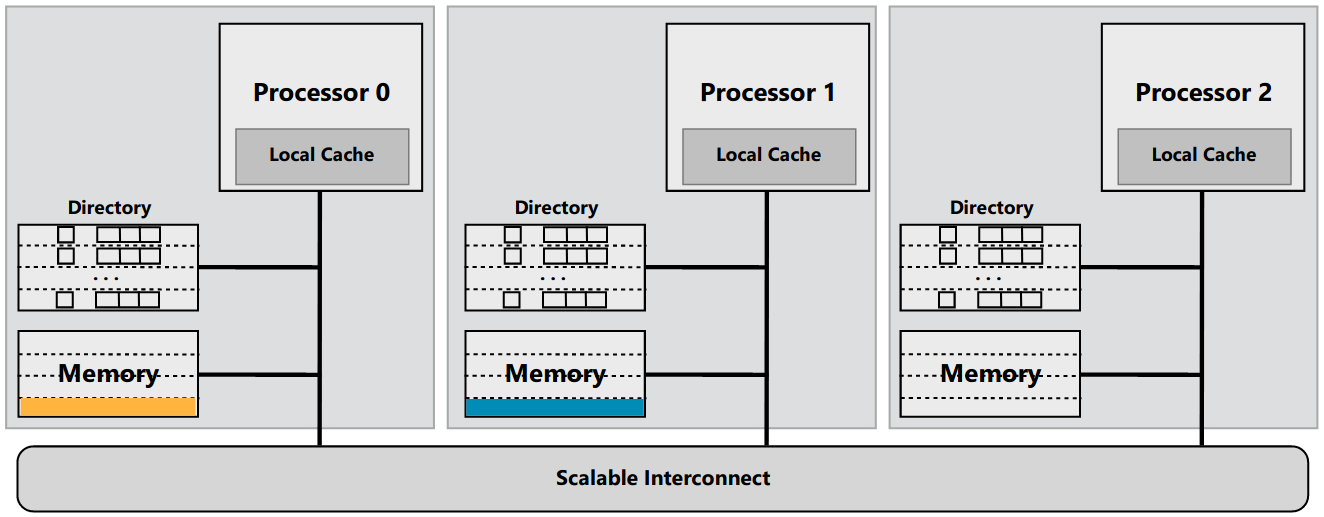 Processor 0
Local Cache
Directory
...
Memory
Processor 1
Local Cache
Directory
...
Memory
Processor 2
Local Cache
Directory
...
Memory
Scalable Interconnect